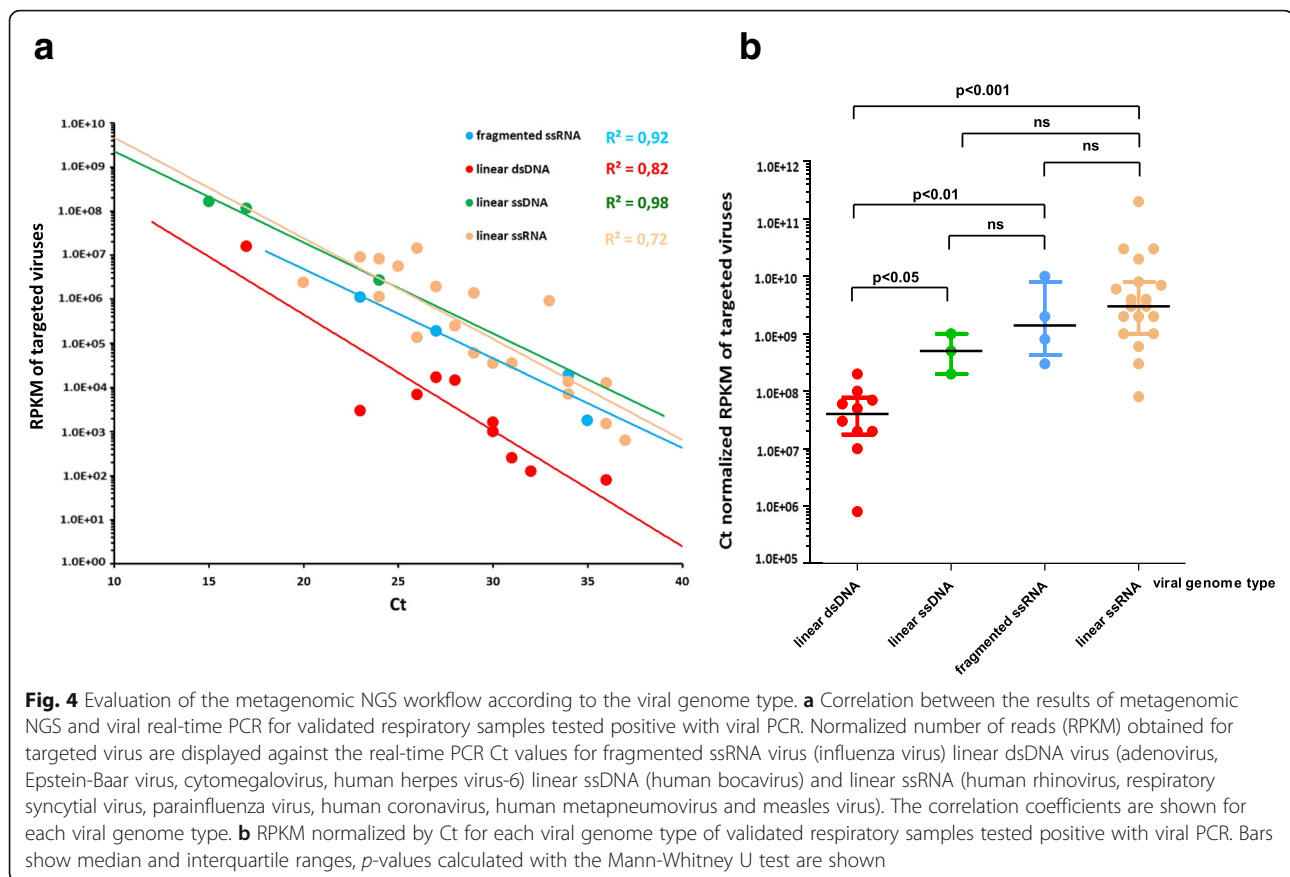 a
1.0E+10
1.0E+09
1.0E+08
1.0E+07
1.0E+06
1.0E+05
1.0E+04
1.0E+03
1.0E+02
1.0E+01
1.0E+00
RPKM of targeted viruses
10
20
25
30
35
40
Ct
fragmented ssRNA R² = 0,92
linear dsDNA R² = 0,82
linear ssDNA R² = 0,98
linear ssRNA R² = 0,72
b
p<0.001
ns
ns
p<0.01
ns
p<0.05
1.0E+12
1.0E+11
1.0E+10
1.0E+09
1.0E+08
1.0E+07
1.0E+06
1.0E+05
Ct normalized RPKM of targeted viruses
linear dsDNA
linear ssDNA
fragmented ssRNA
linear ssRNA
viral genome type
Fig. 4 Evaluation of the metagenomic NGS workflow according to the viral genome type. a Correlation between the results of metagenomic
NGS and viral real-time PCR for validated respiratory samples tested positive with viral PCR. Normalized number of reads (RPKM) obtained for
targeted virus are displayed against the real-time PCR Ct values for fragmented ssRNA virus (influenza virus) linear dsDNA virus (adenovirus,
Epstein-Baar virus, cytomegalovirus, human herpes virus-6) linear ssDNA (human bocavirus) and linear ssRNA (human rhinovirus, respiratory
syncytial virus, parainfluenza virus, human coronavirus, human metapneumovirus and measles virus). The correlation coefficients are shown for
each viral genome type. b RPKM normalized by Ct for each viral genome type of validated respiratory samples tested positive with viral PCR. Bars
show median and interquartile ranges, p-values calculated with the Mann-Whitney U test are shown